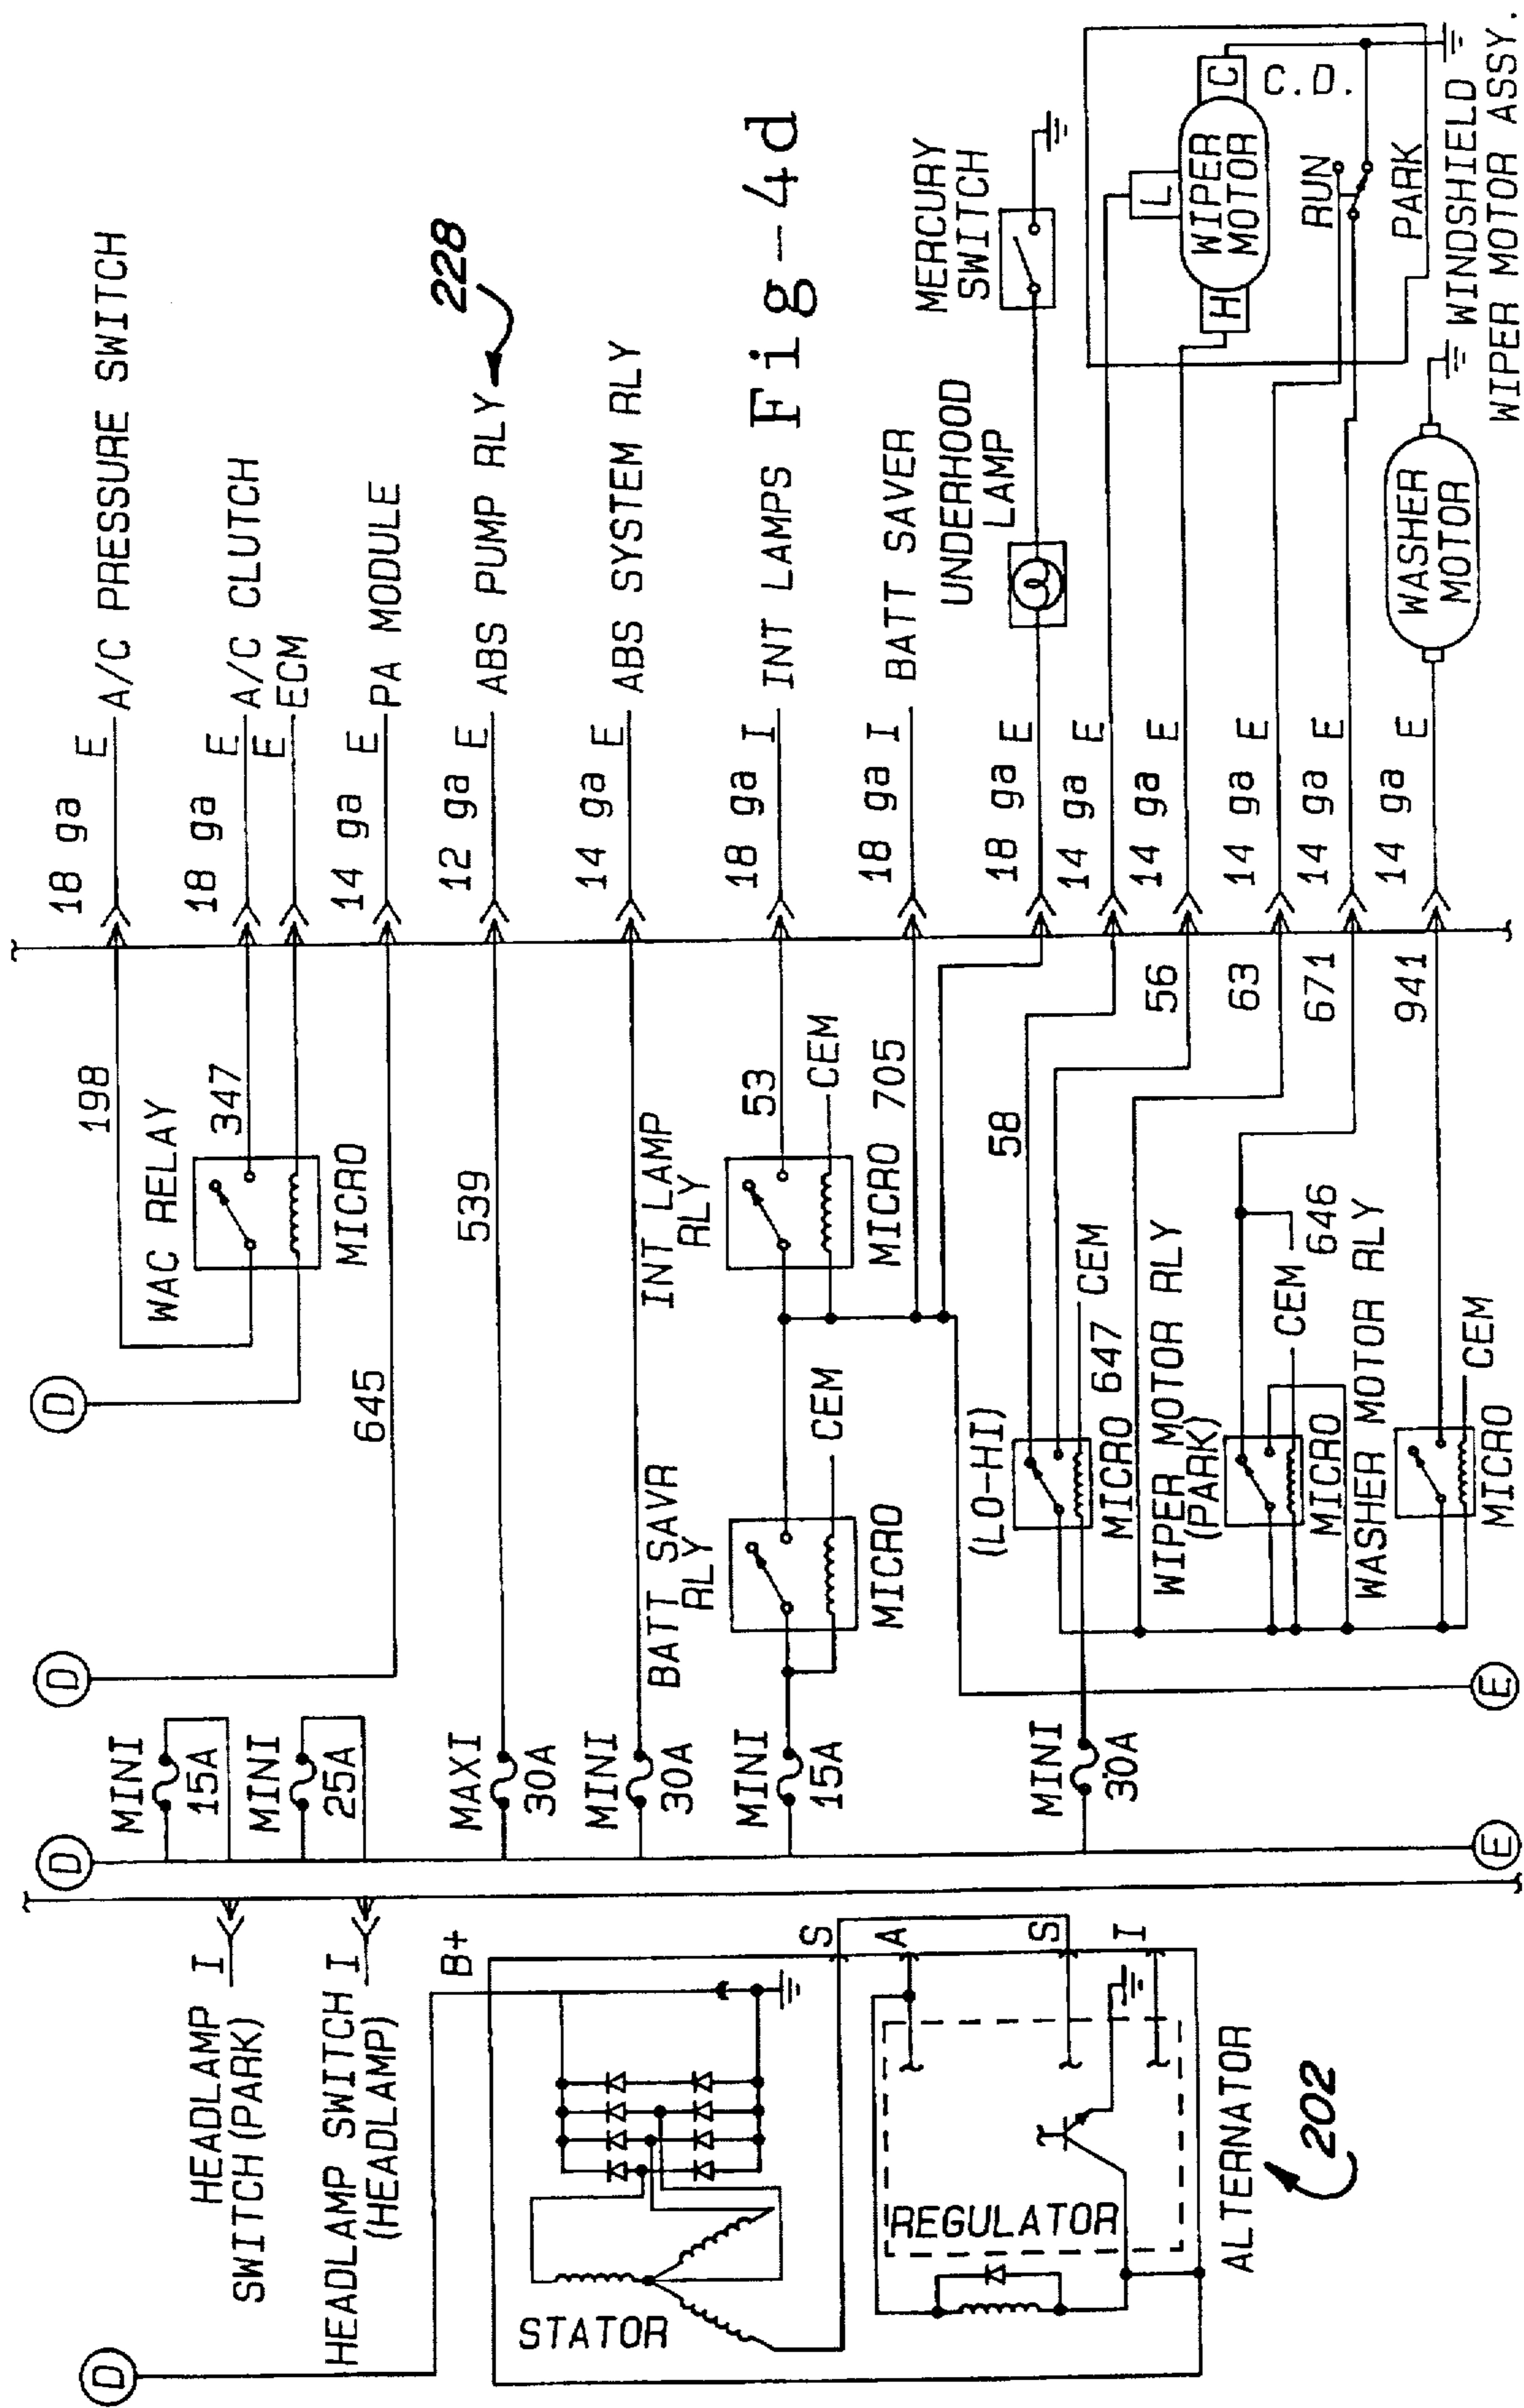 D
HEADLAMP I
SWITCH(PARK)
HEADLAMP SWITCH I
(HEADLAMP)
B+
STATOR
S
A
S
I
REGULATOR
ALTERNATOR
202
D
MINI
15A
MINI
25A
MAXI
30A
MINI
30A
MINI
15A
MINI
30A
E
D
645
D
WAC RELAY
198
347
MICRO
539
BATT SAVR
RLY
CEM
MICRO
INT LAMP
RLY
53
CEM
MICRO 705
E
(LO-HI)
58
56
MICRO 647 CEM
63
WIPER MOTOR RLY
(PARK)
CEM
646
671
MICRO
WASHER MOTOR RLY
941
CEM
MICRO
18 ga E A/C PRESSURE SWITCH
18 ga E A/C CLUTCH
E ECM
14 ga E PA MODULE
12 ga E ABS PUMP RLY
228
14 ga E ABS SYSTEM RLY
18 ga I INT LAMPS
Fig-4d
18 ga I BATT SAVER
18 ga E
UNDERHOOD
LAMP
MERCURY
SWITCH
14 ga E
14 ga E
14 ga E
14 ga E
14 ga E
L
H
WIPER
MOTOR
C
C.D.
RUN
PARK
WASHER
MOTOR
WINDSHIELD
WIPER MOTOR ASSY.